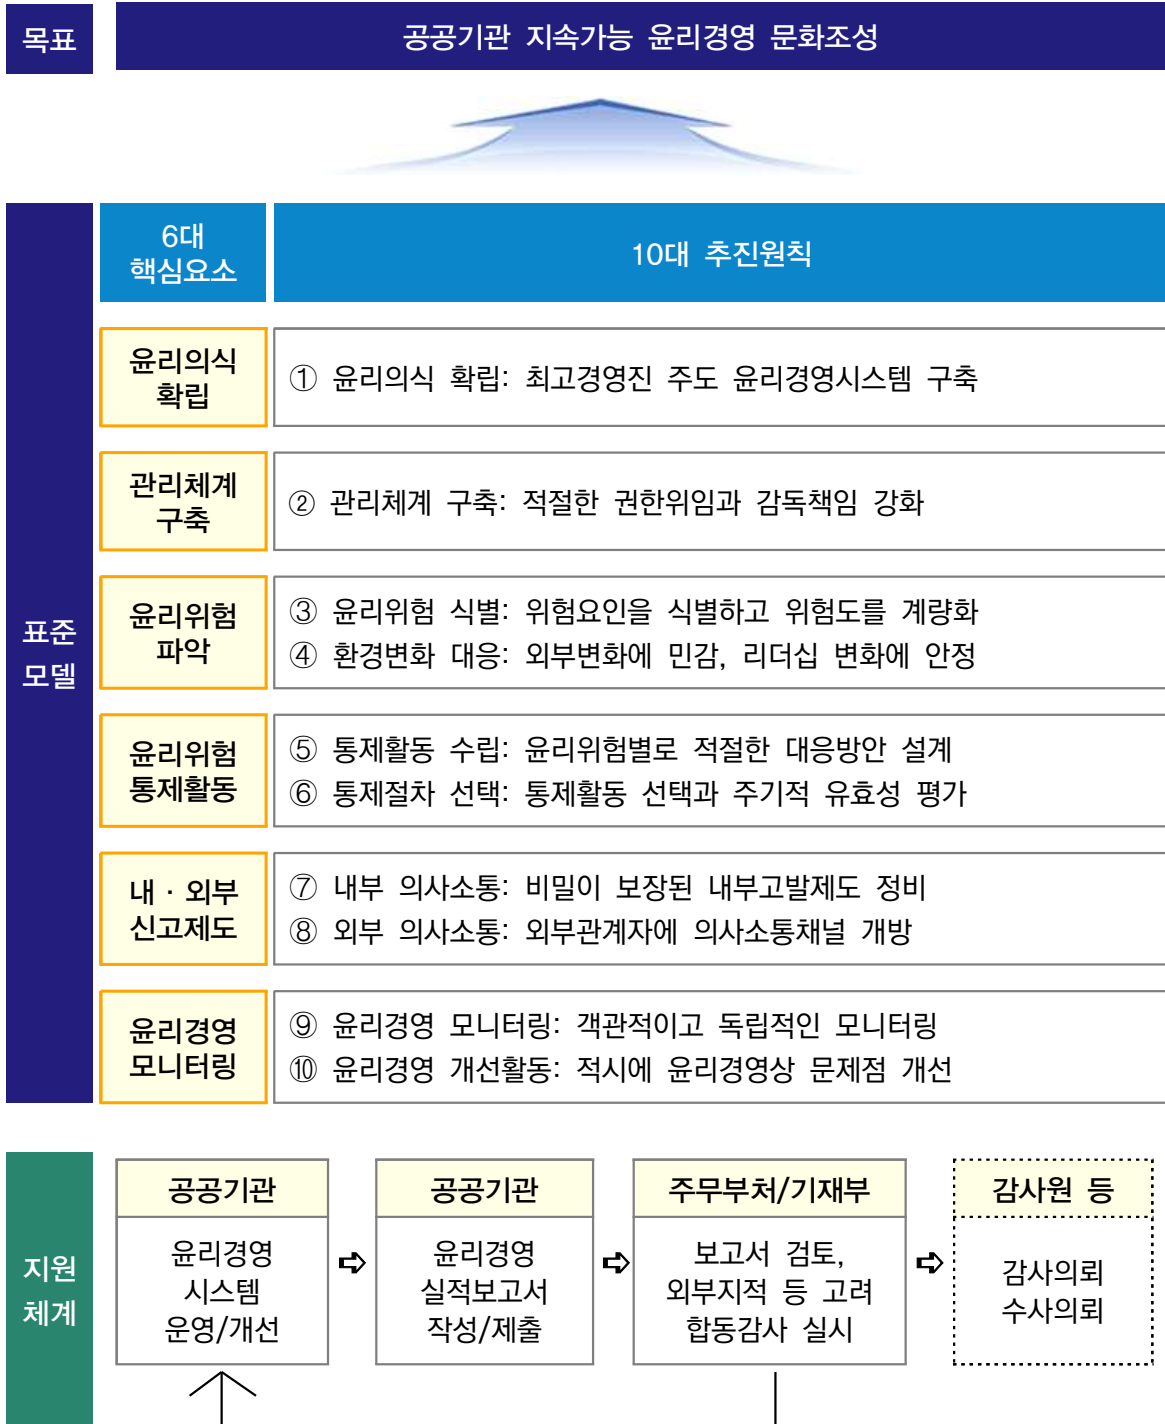 목표
공공기관 지속가능 윤리경영 문화조성
표준
모델
6대
핵심요소
10대 추진원칙
윤리의식
확립
① 윤리의식 확립: 최고경영진 주도 윤리경영시스템 구축
관리체계
구축
② 관리체계 구축: 적절한 권한위임과 감독책임 강화
윤리위험
파악
③ 윤리위험 식별: 위험요인을 식별하고 위험도를 계량화
④ 환경변화 대응: 외부변화에 민감, 리더십 변화에 안정
윤리위험
통제활동
⑤ 통제활동 수립: 윤리위험별로 적절한 대응방안 설계
⑥ 통제절차 선택: 통제활동 선택과 주기적 유효성 평가
내 · 외부
신고제도
⑦ 내부 의사소통: 비밀이 보장된 내부고발제도 정비
⑧ 외부 의사소통: 외부관계자에 의사소통채널 개방
윤리경영
모니터링
⑨ 윤리경영 모니터링: 객관적이고 독립적인 모니터링
⑩ 윤리경영 개선활동: 적시에 윤리경영상 문제점 개선
지원
체계
공공기관
윤리경영
시스템
운영/개선
공공기관
윤리경영
실적보고서
작성/제출
주무부처/기재부
보고서 검토,
외부지적 등 고려
합동감사 실시
감사원 등
감사의뢰
수사의뢰